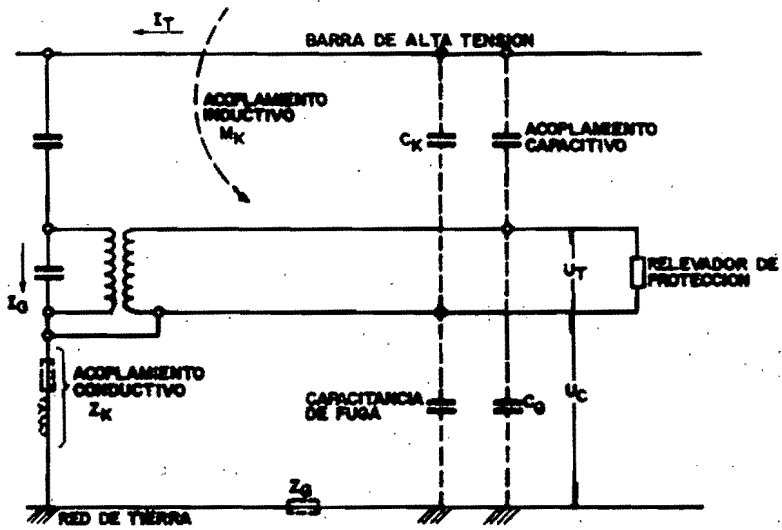 I_T
BARRA DE ALTA TENSION
ACOPLAMIENTO
INDUCTIVO
M_K
C_K
ACOPLAMIENTO
CAPACITIVO
I_G
U_T
RELEVADOR DE
PROTECCION
ACOPLAMIENTO
CONDUCTIVO
Z_K
CAPACITANCIA
DE FUGA
C_G
U_C
Z_G
RED DE TIERRA